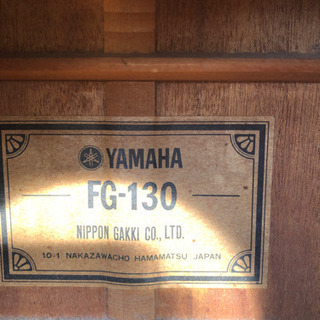 YAMAHA
FG-130
NIPPON GAKKI CO., LTD.
10-1 NAKAZAWACHO HAMAMATSU JAPAN